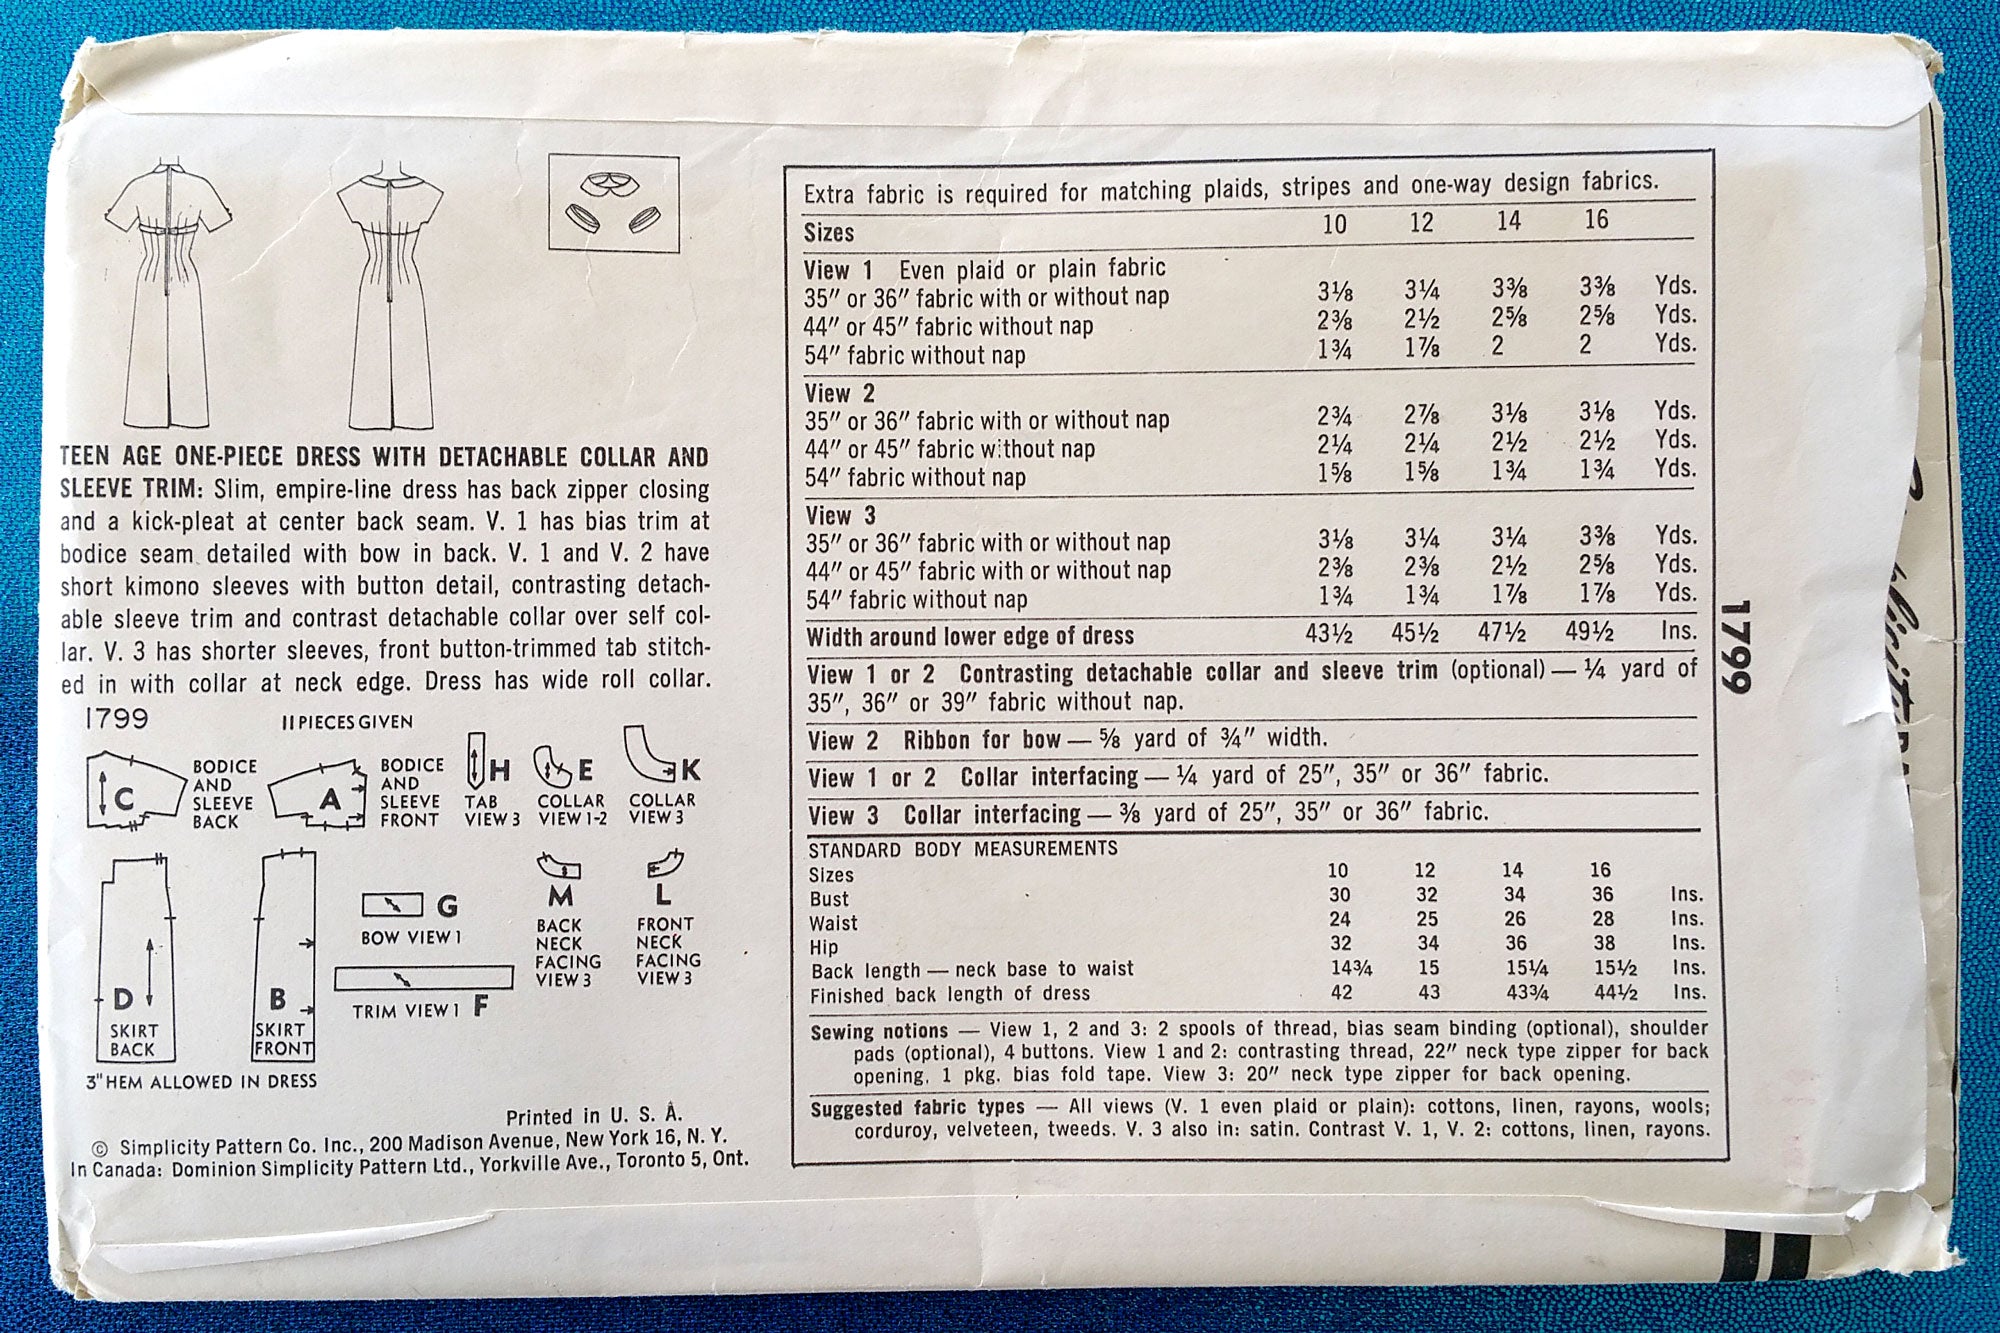 TEEN AGE ONE-PIECE DRESS WITH DETACHABLE COLLAR AND
SLEEVE TRIM: Slim, empire-line dress has back zipper closing
and a kick-pleat at center back seam. V. 1 has bias trim at
bodice seam detailed with bow in back. V. 1 and V. 2 have
short kimono sleeves with button detail, contrasting detach-
able sleeve trim and contrast detachable collar over self col-
lar. V. 3 has shorter sleeves, front button-trimmed tab stitch-
ed in with collar at neck edge. Dress has wide roll collar.
1799 11 PIECES GIVEN
C BODICE AND SLEEVE BACK
A BODICE AND SLEEVE FRONT
H TAB VIEW 3
E COLLAR VIEW 1-2
K COLLAR VIEW 3
D SKIRT BACK
B SKIRT FRONT
G BOW VIEW 1
TRIM VIEW 1 F
M BACK NECK FACING VIEW 3
L FRONT NECK FACING VIEW 3
3" HEM ALLOWED IN DRESS
Printed in U. S. A.
© Simplicity Pattern Co. Inc., 200 Madison Avenue, New York 16, N. Y.
In Canada: Dominion Simplicity Pattern Ltd., Yorkville Ave., Toronto 5, Ont.
Extra fabric is required for matching plaids, stripes and one-way design fabrics.
Sizes 10 12 14 16
View 1 Even plaid or plain fabric
35" or 36" fabric with or without nap 3⅛ 3¼ 3⅜ 3⅜ Yds.
44" or 45" fabric without nap 2⅜ 2½ 2⅝ 2⅝ Yds.
54" fabric without nap 1¾ 1⅞ 2 2 Yds.
View 2
35" or 36" fabric with or without nap 2¾ 2⅞ 3⅛ 3⅛ Yds.
44" or 45" fabric without nap 2¼ 2¼ 2½ 2½ Yds.
54" fabric without nap 1⅝ 1⅝ 1¾ 1¾ Yds.
View 3
35" or 36" fabric with or without nap 3⅛ 3¼ 3¼ 3⅜ Yds.
44" or 45" fabric with or without nap 2⅜ 2⅜ 2½ 2⅝ Yds.
54" fabric without nap 1¾ 1¾ 1⅞ 1⅞ Yds.
Width around lower edge of dress 43½ 45½ 47½ 49½ Ins.
View 1 or 2 Contrasting detachable collar and sleeve trim (optional) — ¼ yard of
35", 36" or 39" fabric without nap.
View 2 Ribbon for bow — ⅝ yard of ¾" width.
View 1 or 2 Collar interfacing — ¼ yard of 25", 35" or 36" fabric.
View 3 Collar interfacing — ⅜ yard of 25", 35" or 36" fabric.
STANDARD BODY MEASUREMENTS
Sizes 10 12 14 16
Bust 30 32 34 36 Ins.
Waist 24 25 26 28 Ins.
Hip 32 34 36 38 Ins.
Back length — neck base to waist 14¾ 15 15¼ 15½ Ins.
Finished back length of dress 42 43 43¾ 44½ Ins.
Sewing notions — View 1, 2 and 3: 2 spools of thread, bias seam binding (optional), shoulder
pads (optional), 4 buttons. View 1 and 2: contrasting thread, 22" neck type zipper for back
opening, 1 pkg. bias fold tape. View 3: 20" neck type zipper for back opening.
Suggested fabric types — All views (V. 1 even plaid or plain): cottons, linen, rayons, wools;
corduroy, velveteen, tweeds. V. 3 also in: satin. Contrast V. 1, V. 2: cottons, linen, rayons.
1799